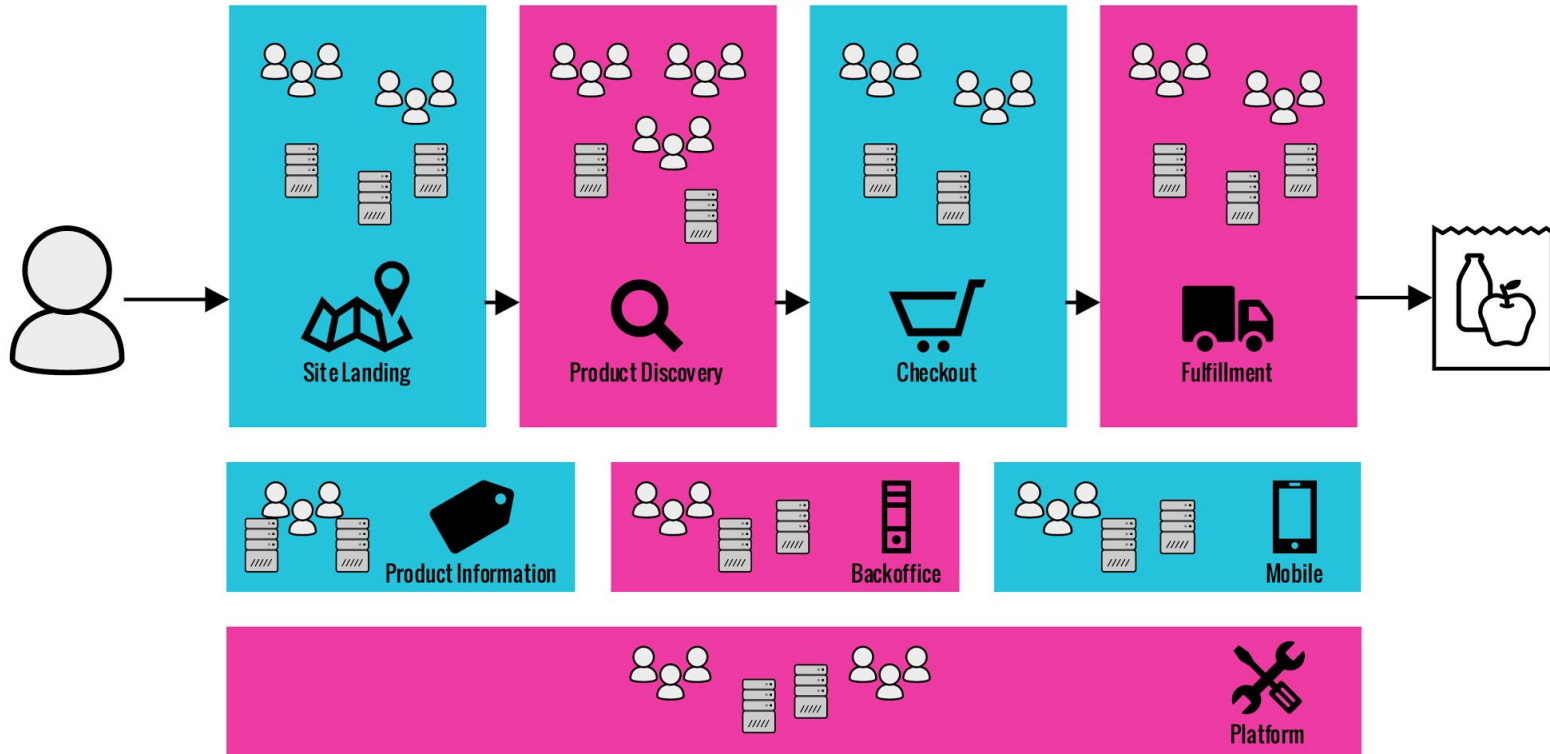 Site Landing
Product Discovery
Checkout
Fulfillment
Product Information
Backoffice
Mobile
Platform